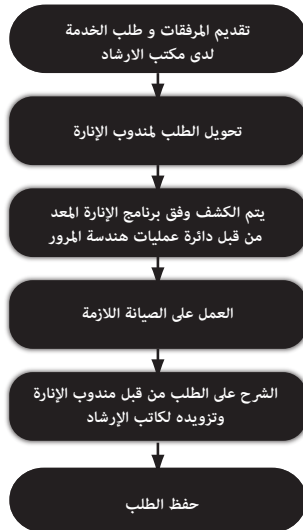 تقديم المرفقات و طلب الخدمة
لدى مكتب الارشاد
تحويل الطلب لمندوب الإنارة
يتم الكشف وفق برنامج الإنارة المعد
من قبل دائرة عمليات هندسة المرور
العمل على الصيانة اللازمة
الشرح على الطلب من قبل مندوب الإنارة
وتزويده لكاتب الإرشاد
حفظ الطلب